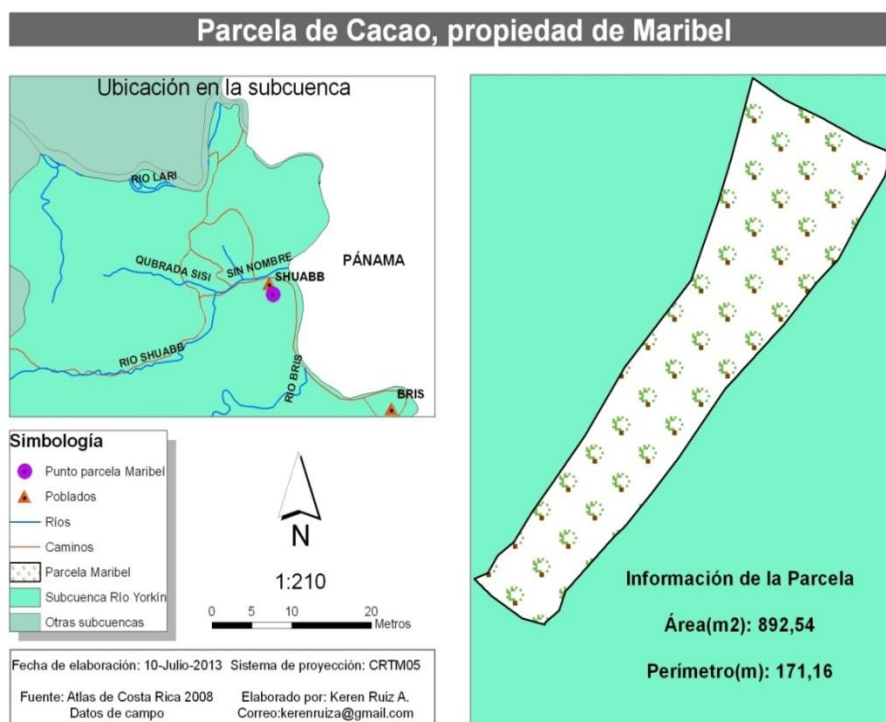 Parcela de Cacao, propiedad de Maribel
Ubicación en la subcuenca
RIO LARI
QUBRADA SISI
SIN NOMBRE
PÁNAMA
SHUABB
RIO SHUABB
RIO BRIS
BRIS
Simbología
Punto parcela Maribel
Poblados
Ríos
Caminos
Parcela Maribel
Subcuenca Río Yorkín
Otras subcuencas
N
1:210
0 5 10 20
Metros
Fecha de elaboración: 10-Julio-2013 Sistema de proyección: CRTM05
Fuente: Atlas de Costa Rica 2008 Elaborado por: Keren Ruiz A.
Datos de campo Correo:kerenruiza@gmail.com
Información de la Parcela
Área(m2): 892,54
Perímetro(m): 171,16